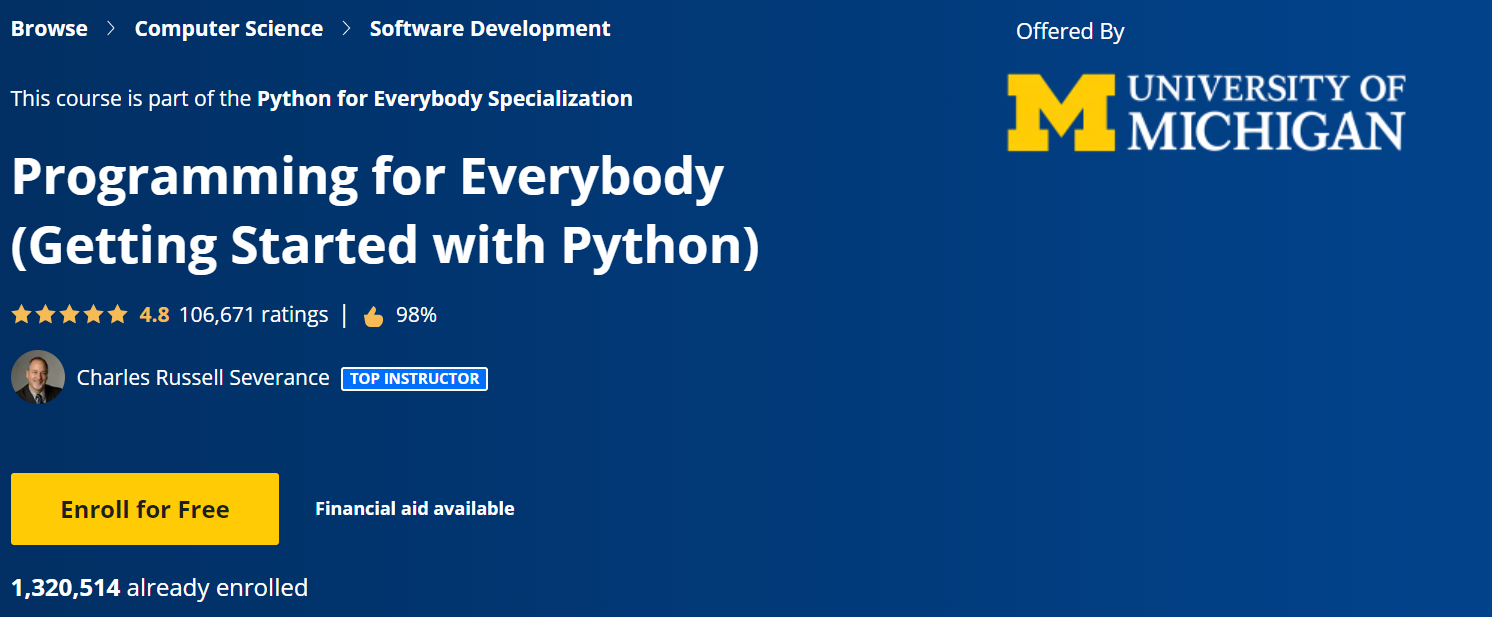 Browse > Computer Science > Software Development
Offered By
M UNIVERSITY OF
MICHIGAN
This course is part of the Python for Everybody Specialization
Programming for Everybody
(Getting Started with Python)
4.8 106,671 ratings | 98%
Charles Russell Severance TOP INSTRUCTOR
Enroll for Free
Financial aid available
1,320,514 already enrolled